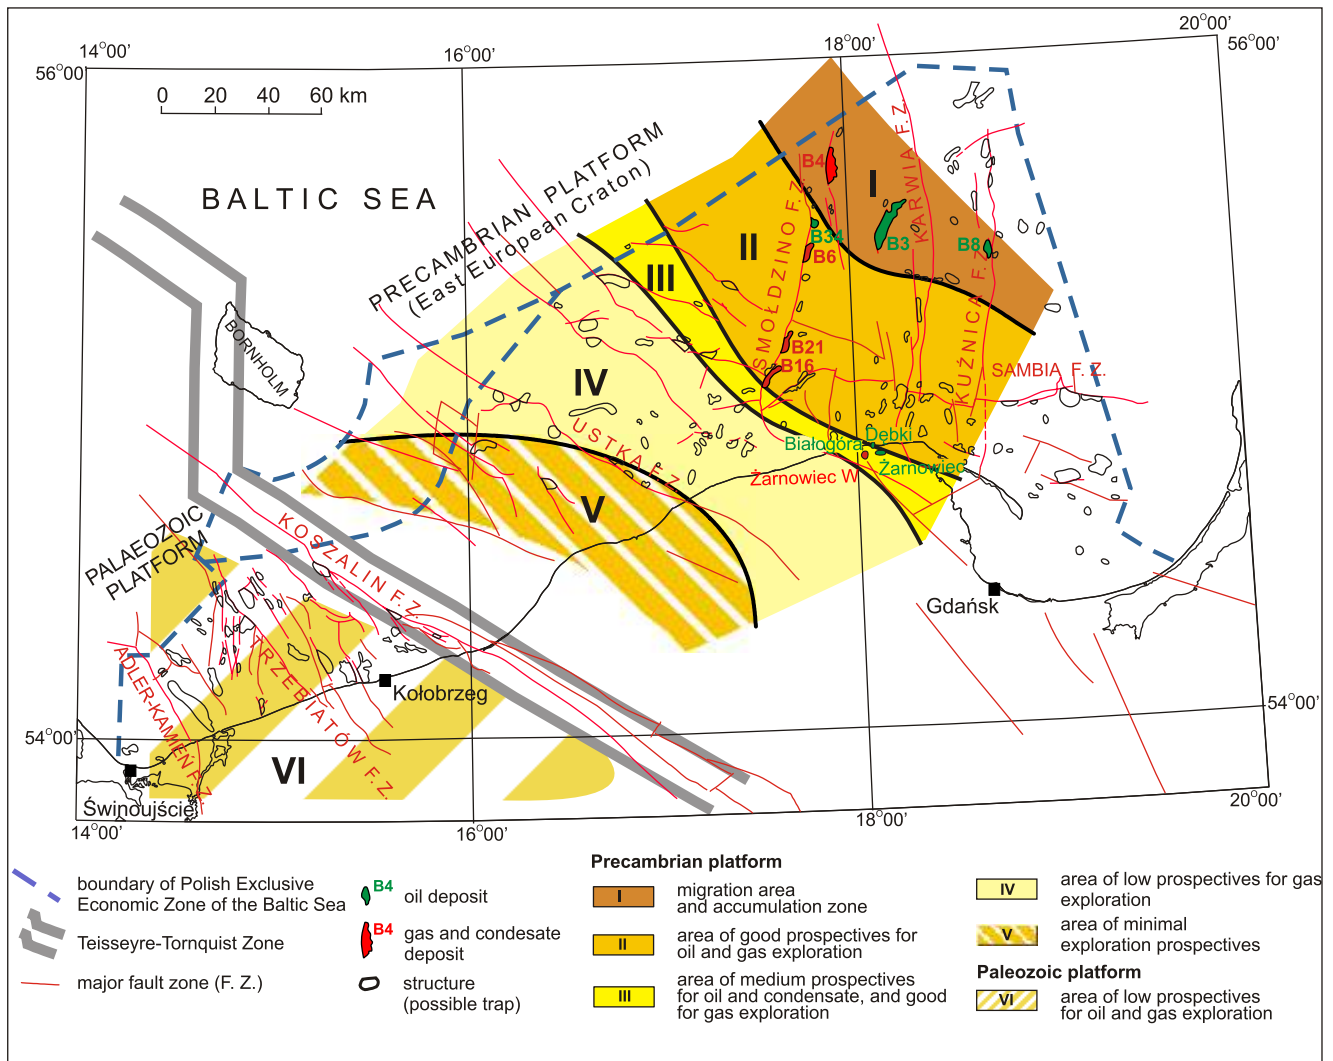 20°00'
14°00'
16°00'
18°00'
56°00'
56°00'
0 20 40 60 km
BALTIC SEA
PRECAMBRIAN PLATFORM
(East European Craton)
BORNHOLM
PALAEOZOIC
PLATFORM
KOSZALIN F.Z.
ADLER-KAMIEŃ F.Z.
TRZEBIATÓW F.Z.
USTKA F.Z.
SMOŁDZINO F.Z.
KARWIA F.Z.
KUŹNICA F.Z.
SAMBIA F. Z.
I
II
III
IV
V
VI
B4
B3
B8
B34
B6
B21
B16
Białogóra
Dębki
Żarnowiec
Żarnowiec W
Gdańsk
Kołobrzeg
Świnoujście
54°00'
54°00'
14°00'
16°00'
18°00'
20°00'
boundary of Polish Exclusive
Economic Zone of the Baltic Sea
Teisseyre-Tornquist Zone
major fault zone (F. Z.)
B4
oil deposit
B4
gas and condesate
deposit
structure
(possible trap)
Precambrian platform
I
migration area
and accumulation zone
II
area of good prospectives for
oil and gas exploration
III
area of medium prospectives
for oil and condensate, and good
for gas exploration
IV
area of low prospectives for gas
exploration
V
area of minimal
exploration prospectives
Paleozoic platform
VI
area of low prospectives
for oil and gas exploration